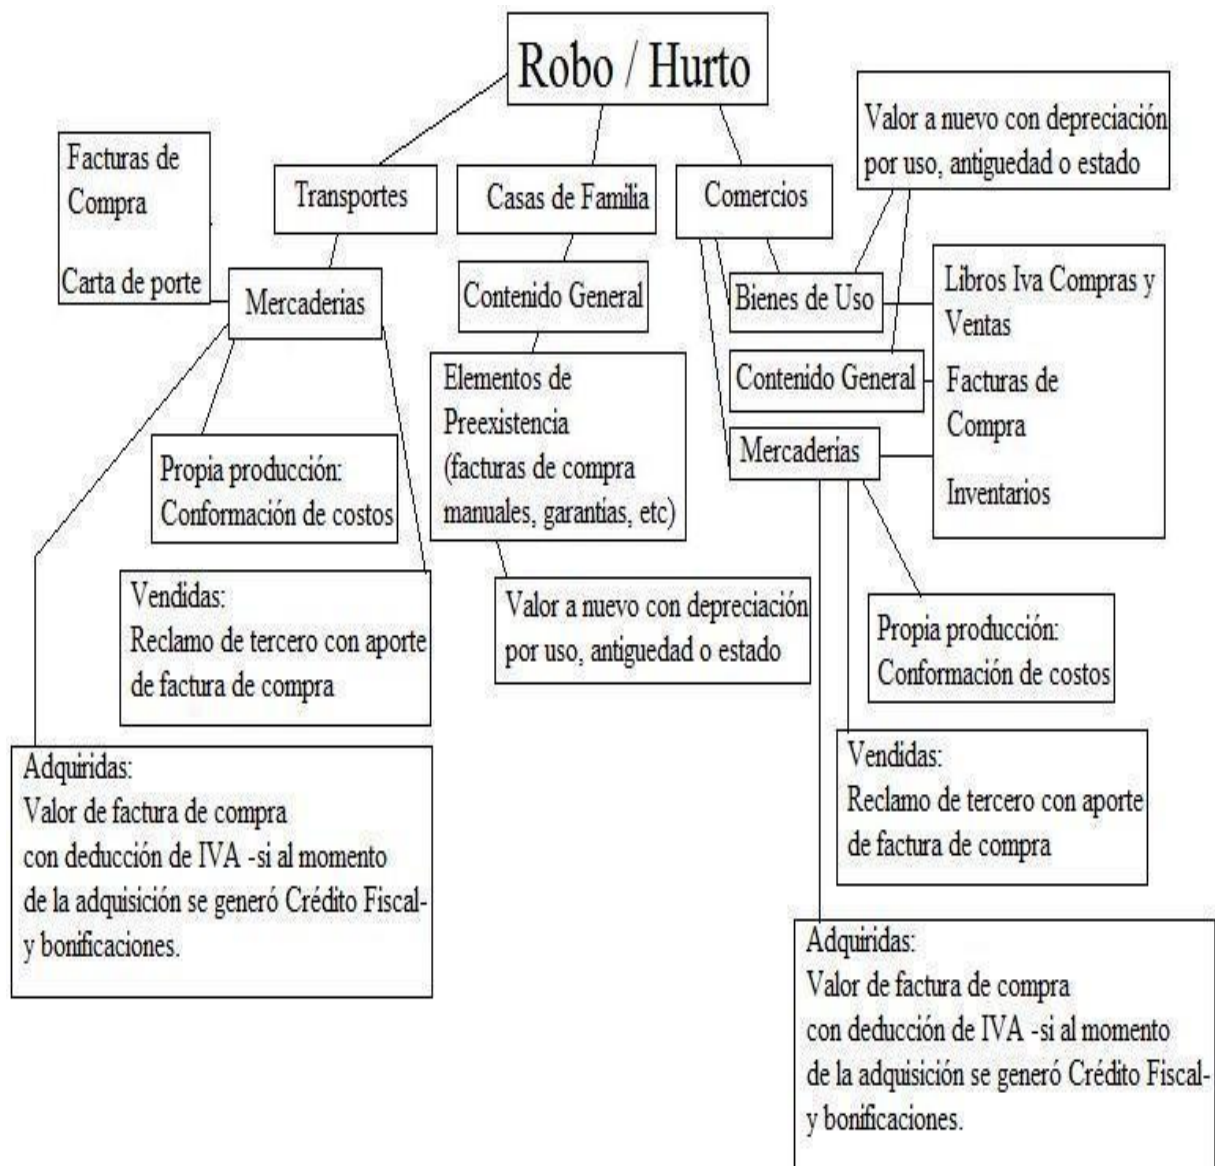 Robo / Hurto
Valor a nuevo con depreciación
por uso, antiguedad o estado
Facturas de
Compra
Carta de porte
Transportes
Casas de Família
Comercios
Mercaderias
Contenido General
Bienes de Uso
Libros Iva Compras y
Ventas
Facturas de
Compra
Inventarios
Contenido General
Mercaderias
Elementos de
Preexistencia
(facturas de compra
manuales, garantías, etc)
Propia producción:
Conformación de costos
Vendidas:
Reclamo de tercero con aporte
de factura de compra
Valor a nuevo con depreciación
por uso, antiguedad o estado
Propia producción:
Conformación de costos
Adquiridas:
Valor de factura de compra
con deducción de IVA -si al momento
de la adquisición se generó Crédito Fiscal-
y bonificaciones.
Vendidas:
Reclamo de tercero con aporte
de factura de compra
Adquiridas:
Valor de factura de compra
con deducción de IVA -si al momento
de la adquisición se generó Crédito Fiscal-
y bonificaciones.